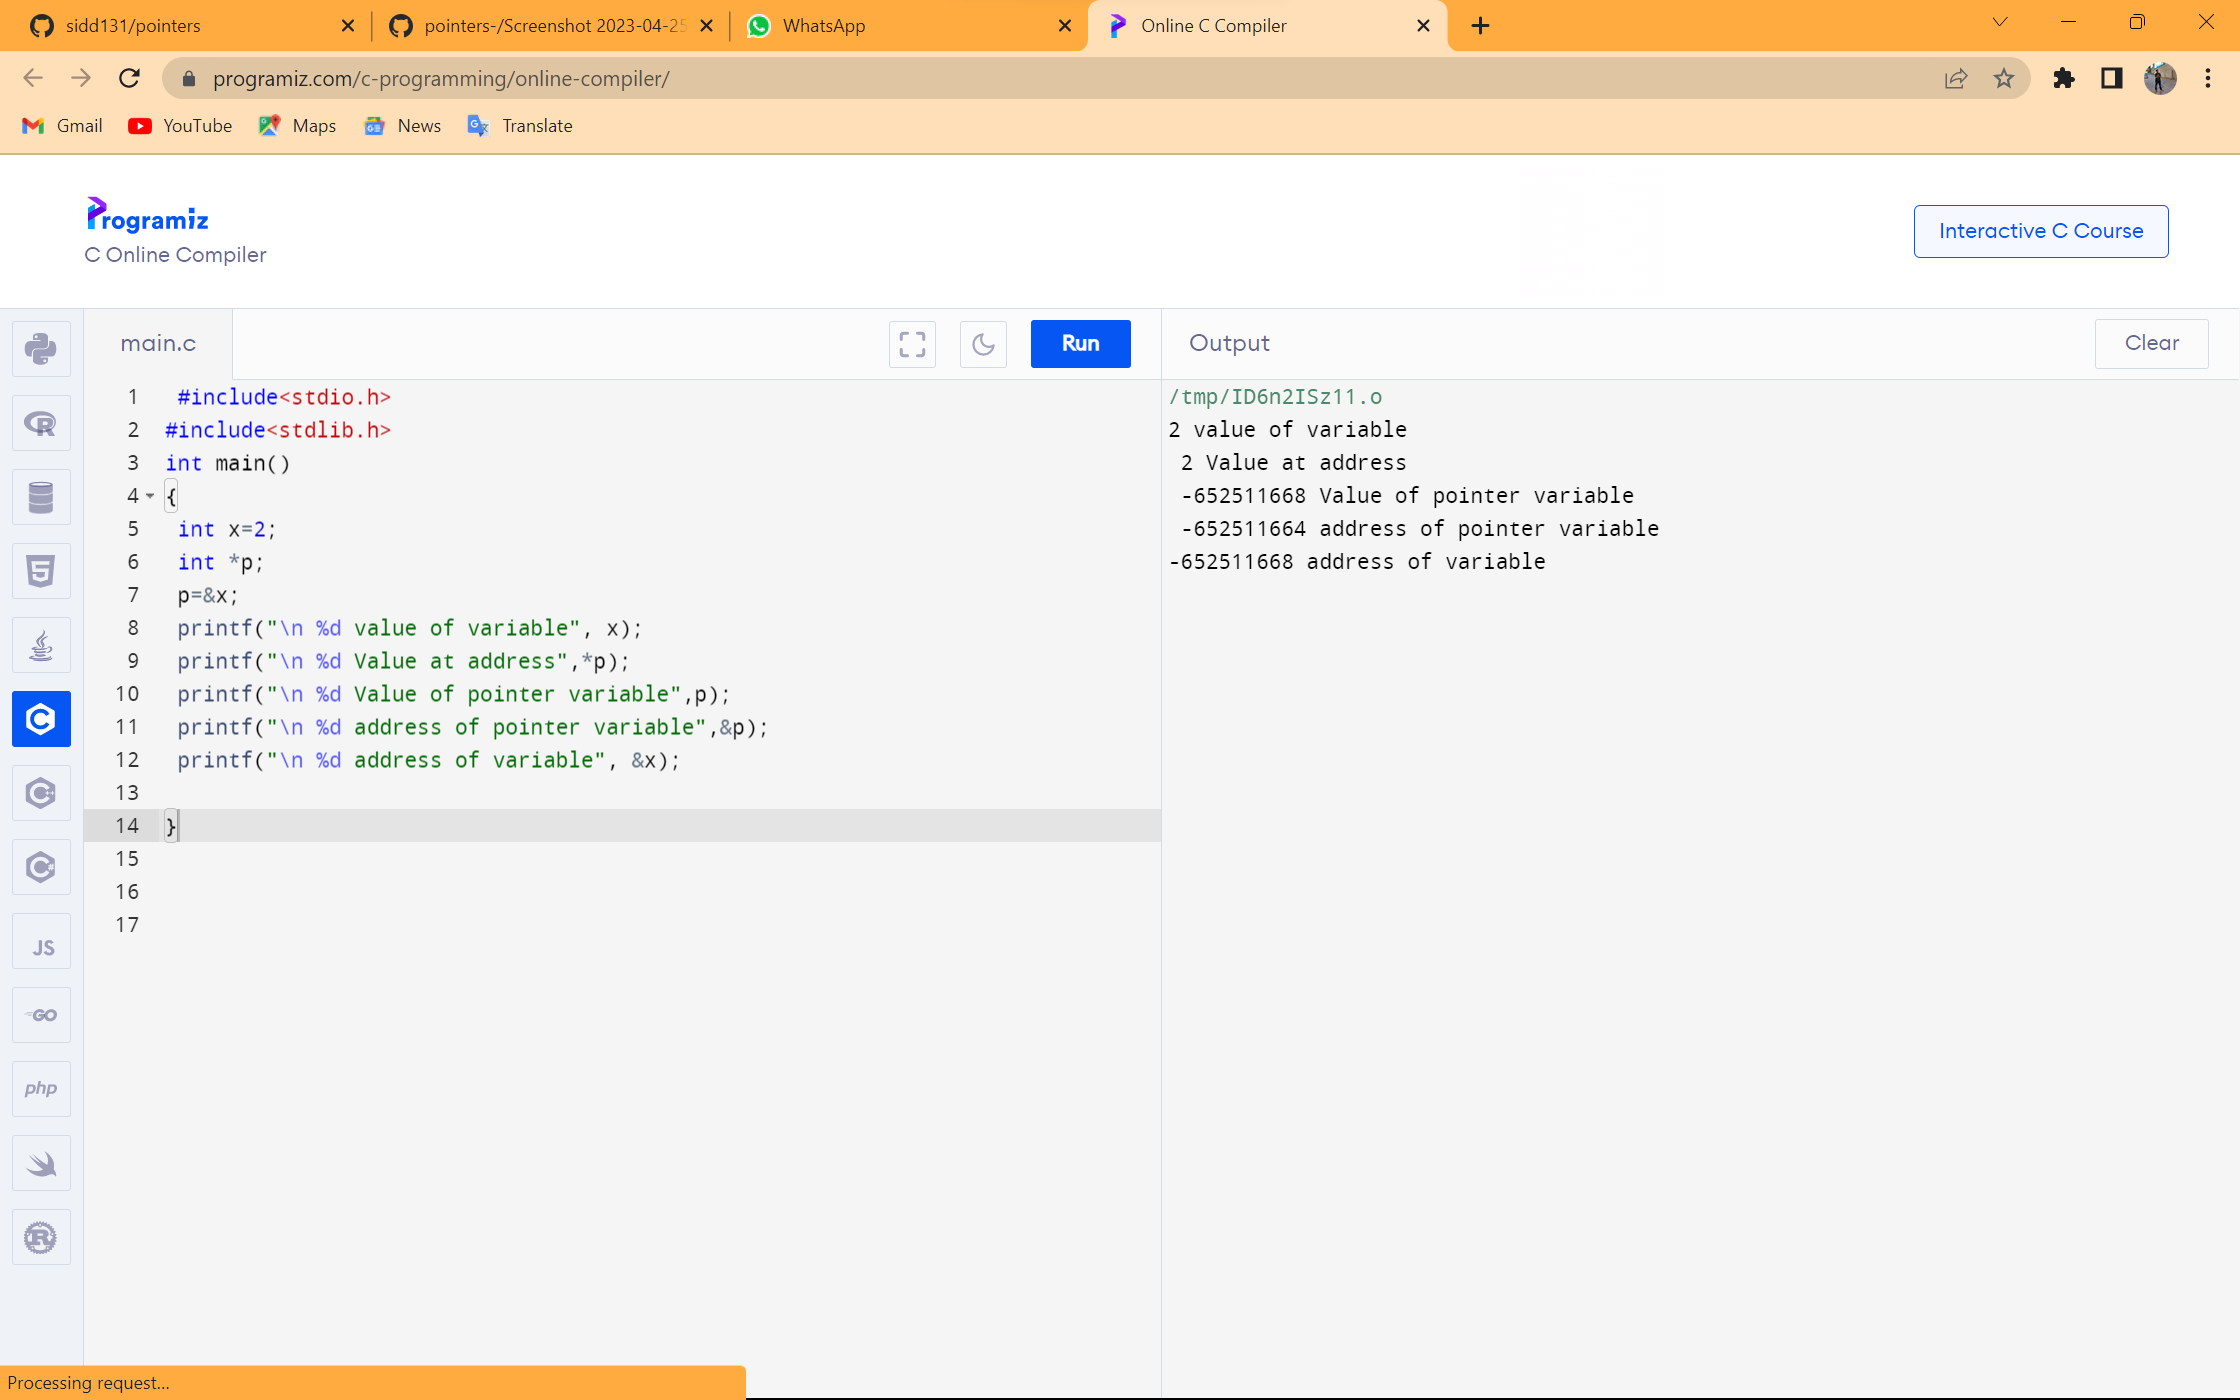 sidd131/pointers
pointers-/Screenshot 2023-04-25
WhatsApp
Online C Compiler
programiz.com/c-programming/online-compiler/
Gmail YouTube Maps News Translate
Programiz
C Online Compiler
Interactive C Course
main.c
Run
Output
Clear
1 #include<stdio.h>
2 #include<stdlib.h>
3 int main()
4 {
5 int x=2;
6 int *p;
7 p=&x;
8 printf("\n %d value of variable", x);
9 printf("\n %d Value at address",*p);
10 printf("\n %d Value of pointer variable",p);
11 printf("\n %d address of pointer variable",&p);
12 printf("\n %d address of variable", &x);
13
14 }
15
16
17
/tmp/ID6n2ISz11.o
2 value of variable
2 Value at address
-652511668 Value of pointer variable
-652511664 address of pointer variable
-652511668 address of variable
JS
GO
php
Processing request...